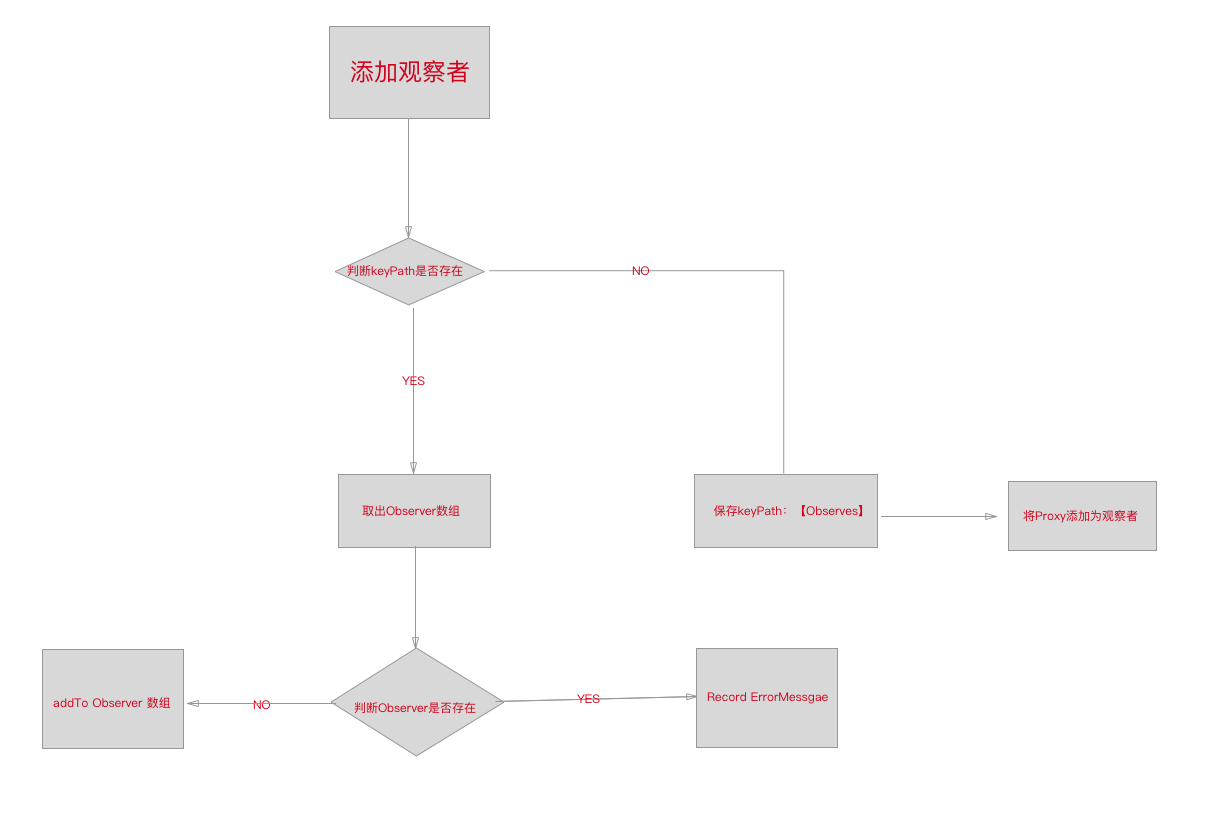 添加观察者
判断keyPath是否存在
NO
YES
取出Observer数组
保存keyPath：【Observes】
将Proxy添加为观察者
addTo Observer 数组
NO
判断Observer是否存在
YES
Record ErrorMessgae